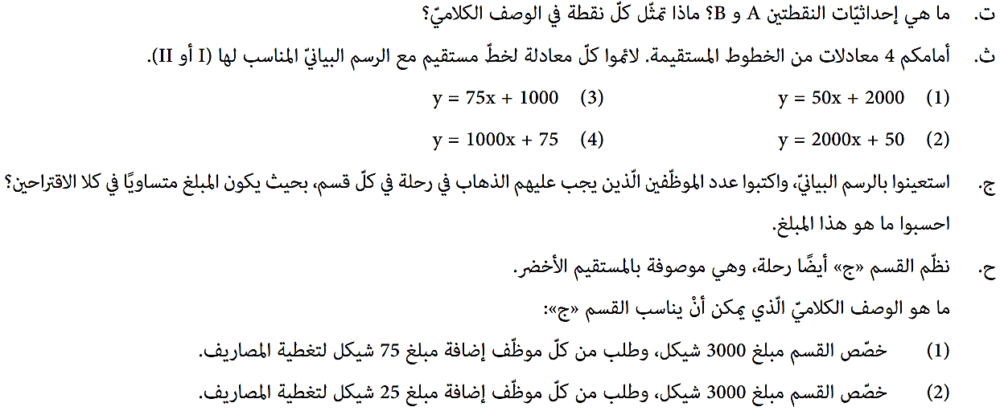 ت. ما هي إحداثيّات النقطتين A و B؟ ماذا تمثّل كلّ نقطة في الوصف الكلاميّ؟
ث. أمامكم 4 معادلات من الخطوط المستقيمة. لائموا كلّ معادلة لخطّ مستقيم مع الرسم البيانيّ المناسب لها (I أو II).
(1) y = 50x + 2000 (3) y = 75x + 1000
(2) y = 2000x + 50 (4) y = 1000x + 75
ج. استعينوا بالرسم البيانيّ، واكتبوا عدد الموظّفين الّذين يجب عليهم الذهاب في رحلة في كلّ قسم، بحيث يكون المبلغ متساويًا في كلا الاقتراحين؟
احسبوا ما هو هذا المبلغ.
ح. نظّم القسم «ج» أيضًا رحلة، وهي موصوفة بالمستقيم الأخضر.
ما هو الوصف الكلاميّ الّذي يمكن أنْ يناسب القسم «ج»:
(1) خصّص القسم مبلغ 3000 شيكل، وطلب من كلّ موظّف إضافة مبلغ 75 شيكل لتغطية المصاريف.
(2) خصّص القسم مبلغ 3000 شيكل، وطلب من كلّ موظّف إضافة مبلغ 25 شيكل لتغطية المصاريف.